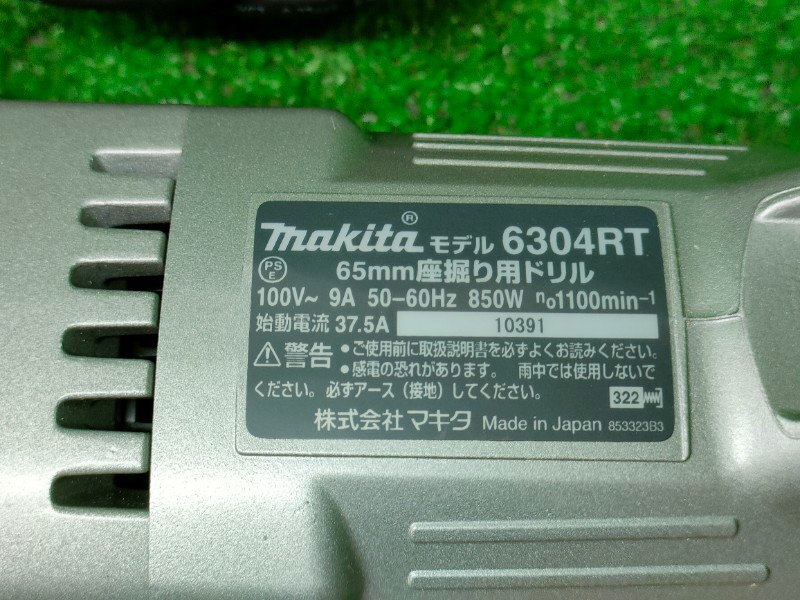 makita® モデル 6304RT
PSE 65mm座掘り用ドリル
100V~ 9A 50-60Hz 850W n₀1100min⁻¹
始動電流 37.5A 10391
⚠警告 •ご使用前に取扱説明書を必ずよくお読みください。
•感電の恐れがあります。 雨中では使用しないで
ください。必ずアース（接地）してください。
322
株式会社 マキタ Made in Japan 853323B3